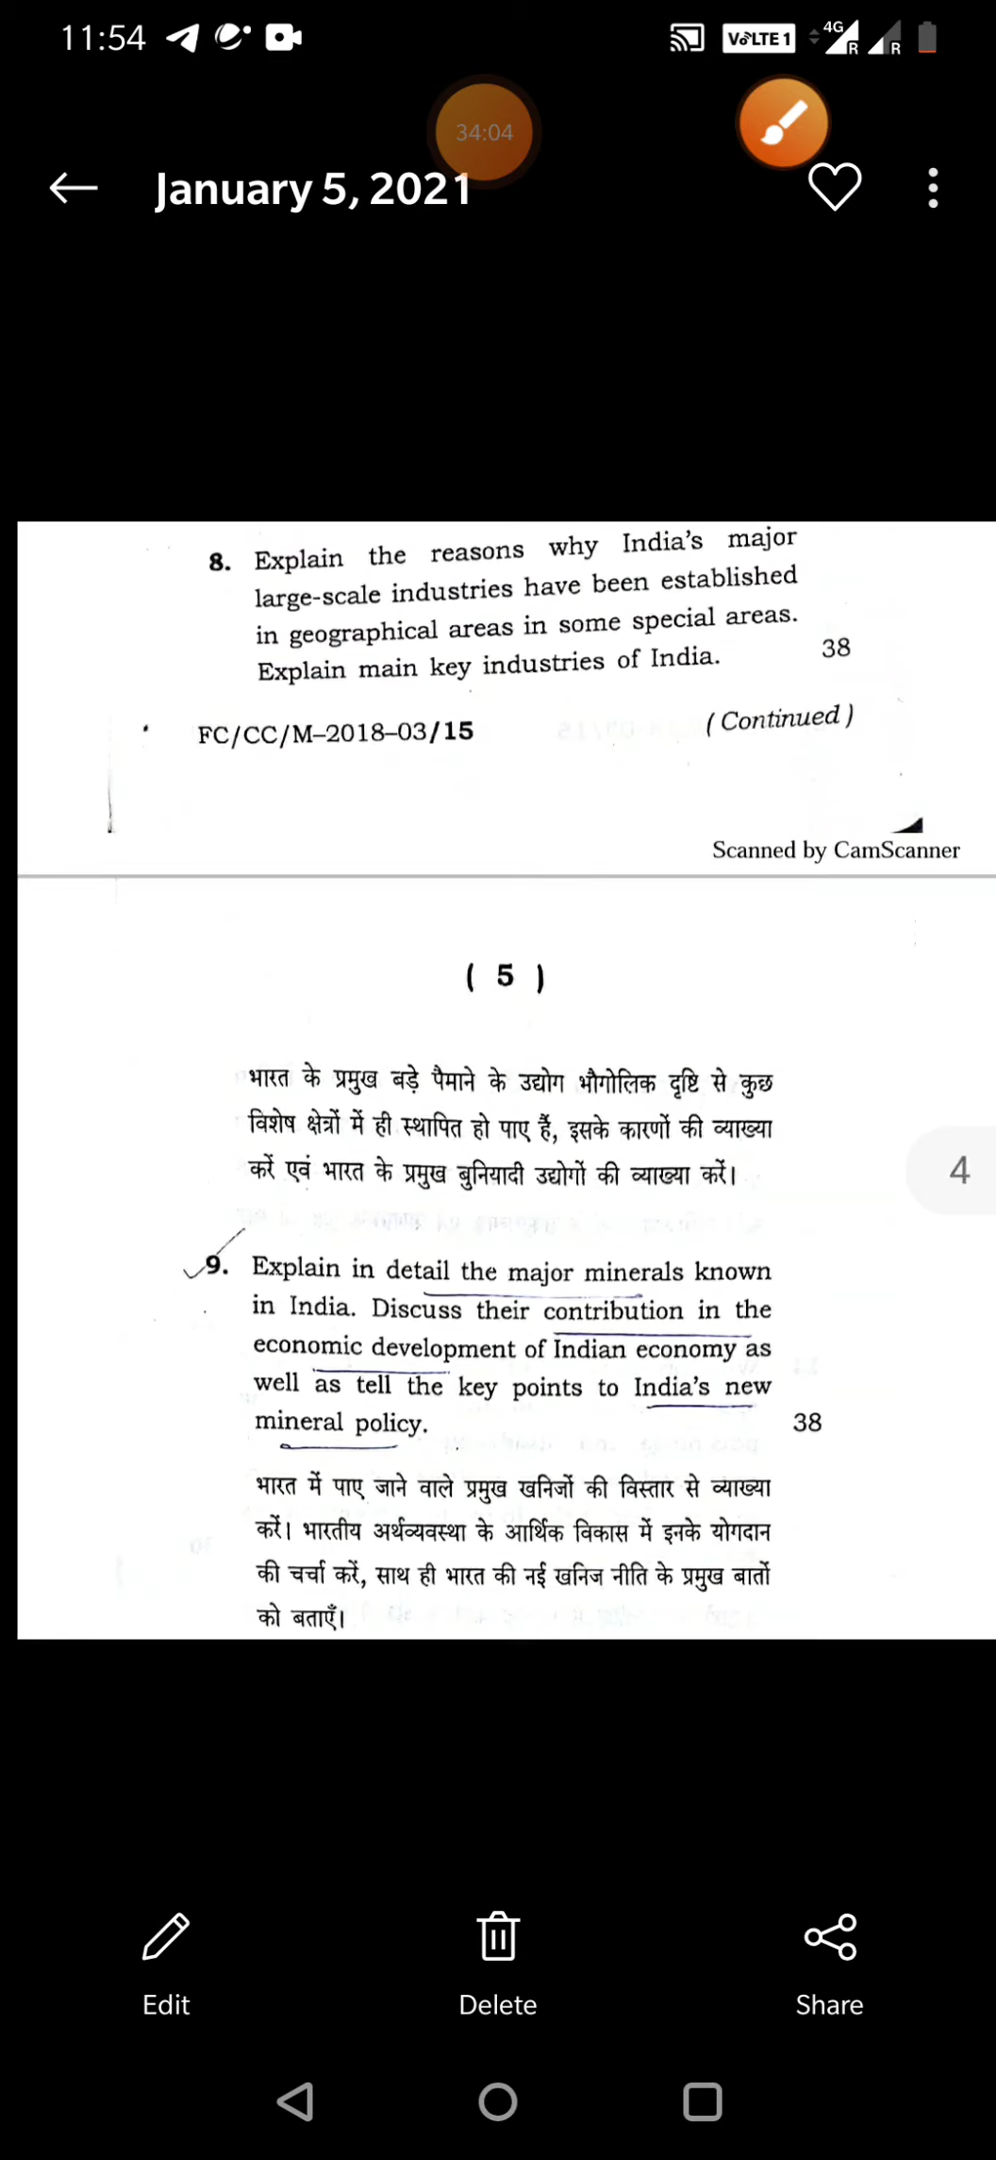 11:54
VoLTE 1
4G
R
R
34:04
January 5, 2021
8. Explain the reasons why India's major
large-scale industries have been established
in geographical areas in some special areas.
Explain main key industries of India. 38
FC/CC/M–2018–03/15 ( Continued )
Scanned by CamScanner
( 5 )
भारत के प्रमुख बड़े पैमाने के उद्योग भौगोलिक दृष्टि से कुछ
विशेष क्षेत्रों में ही स्थापित हो पाए हैं, इसके कारणों की व्याख्या
करें एवं भारत के प्रमुख बुनियादी उद्योगों की व्याख्या करें।
4
9. Explain in detail the major minerals known
in India. Discuss their contribution in the
economic development of Indian economy as
well as tell the key points to India's new
mineral policy. 38
भारत में पाए जाने वाले प्रमुख खनिजों की विस्तार से व्याख्या
करें। भारतीय अर्थव्यवस्था के आर्थिक विकास में इनके योगदान
की चर्चा करें, साथ ही भारत की नई खनिज नीति के प्रमुख बातों
को बताएँ।
Edit
Delete
Share